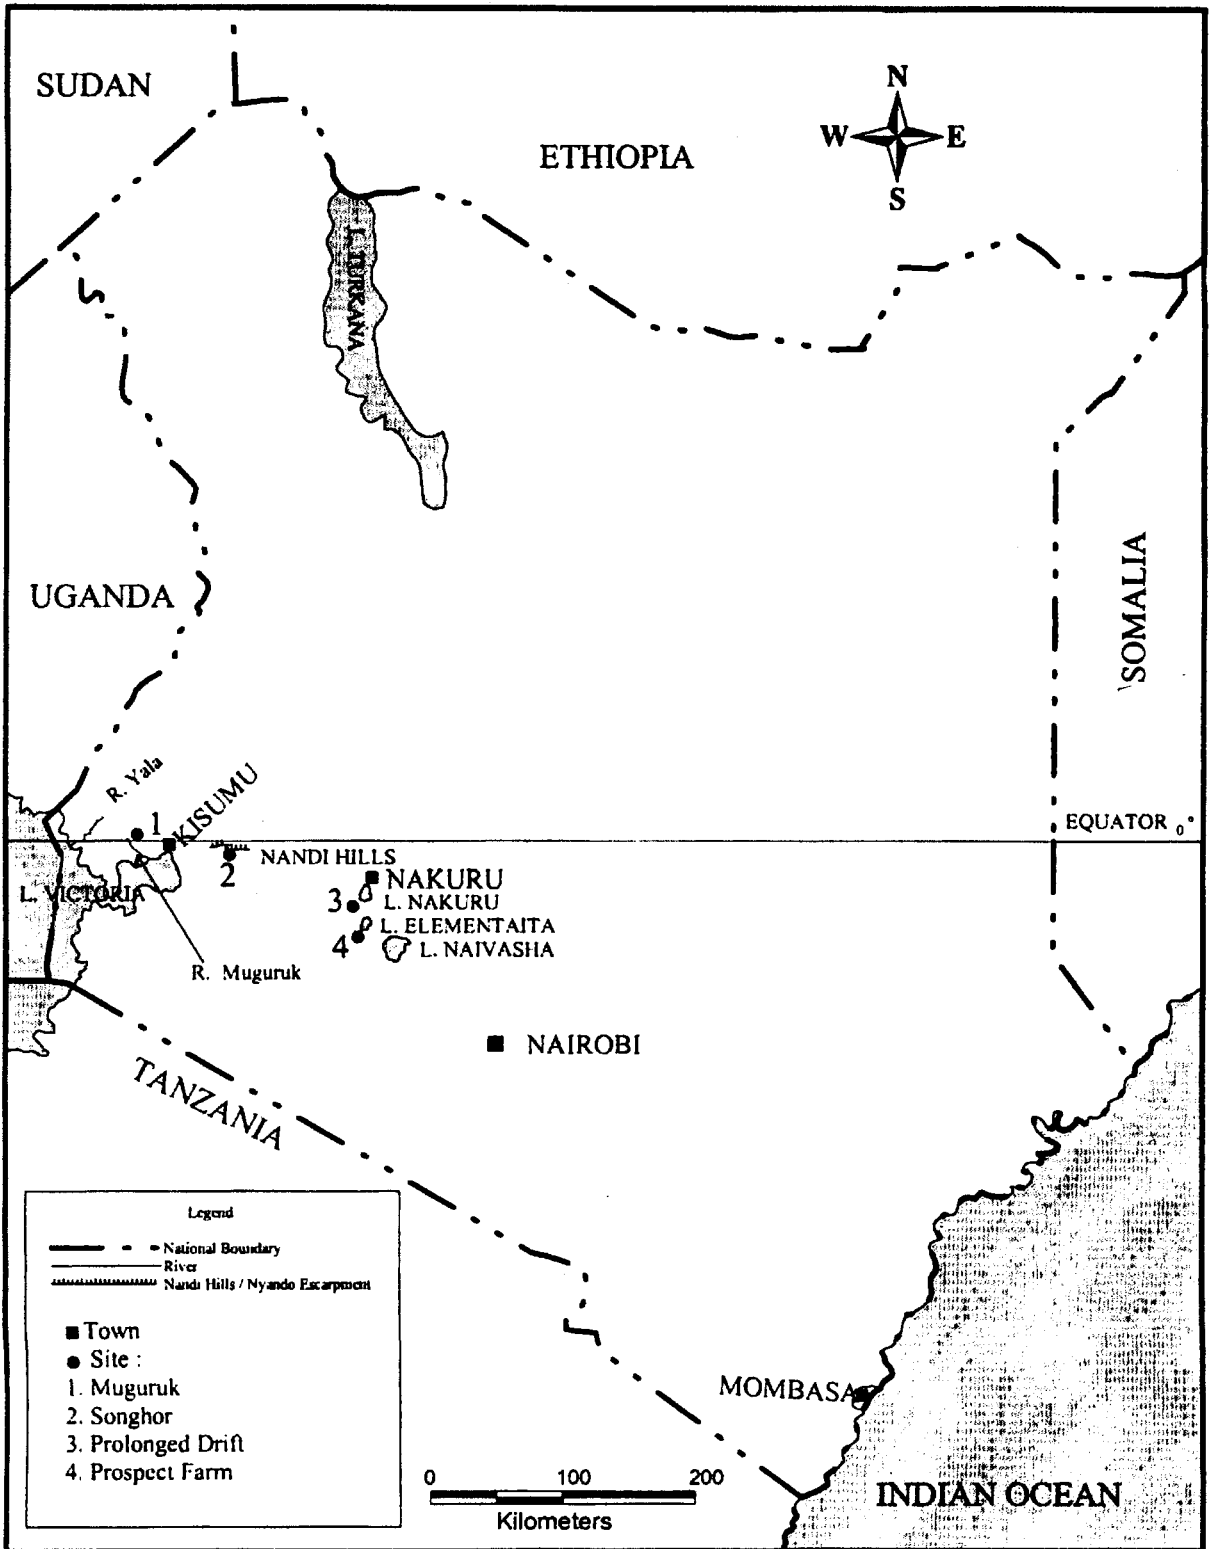 SUDAN
N
W E
S
ETHIOPIA
L. TURKANA
UGANDA
SOMALIA
R. Yala
1
KISUMU
EQUATOR 0°
2
NANDI HILLS
NAKURU
L. VICTORIA
3
L. NAKURU
L. ELEMENTAITA
4
L. NAIVASHA
R. Muguruk
NAIROBI
TANZANIA
Legend
National Boundary
River
Nandi Hills / Nyando Escarpment
Town
Site :
1. Muguruk
2. Songhor
3. Prolonged Drift
4. Prospect Farm
MOMBASA
0 100 200
Kilometers
INDIAN OCEAN